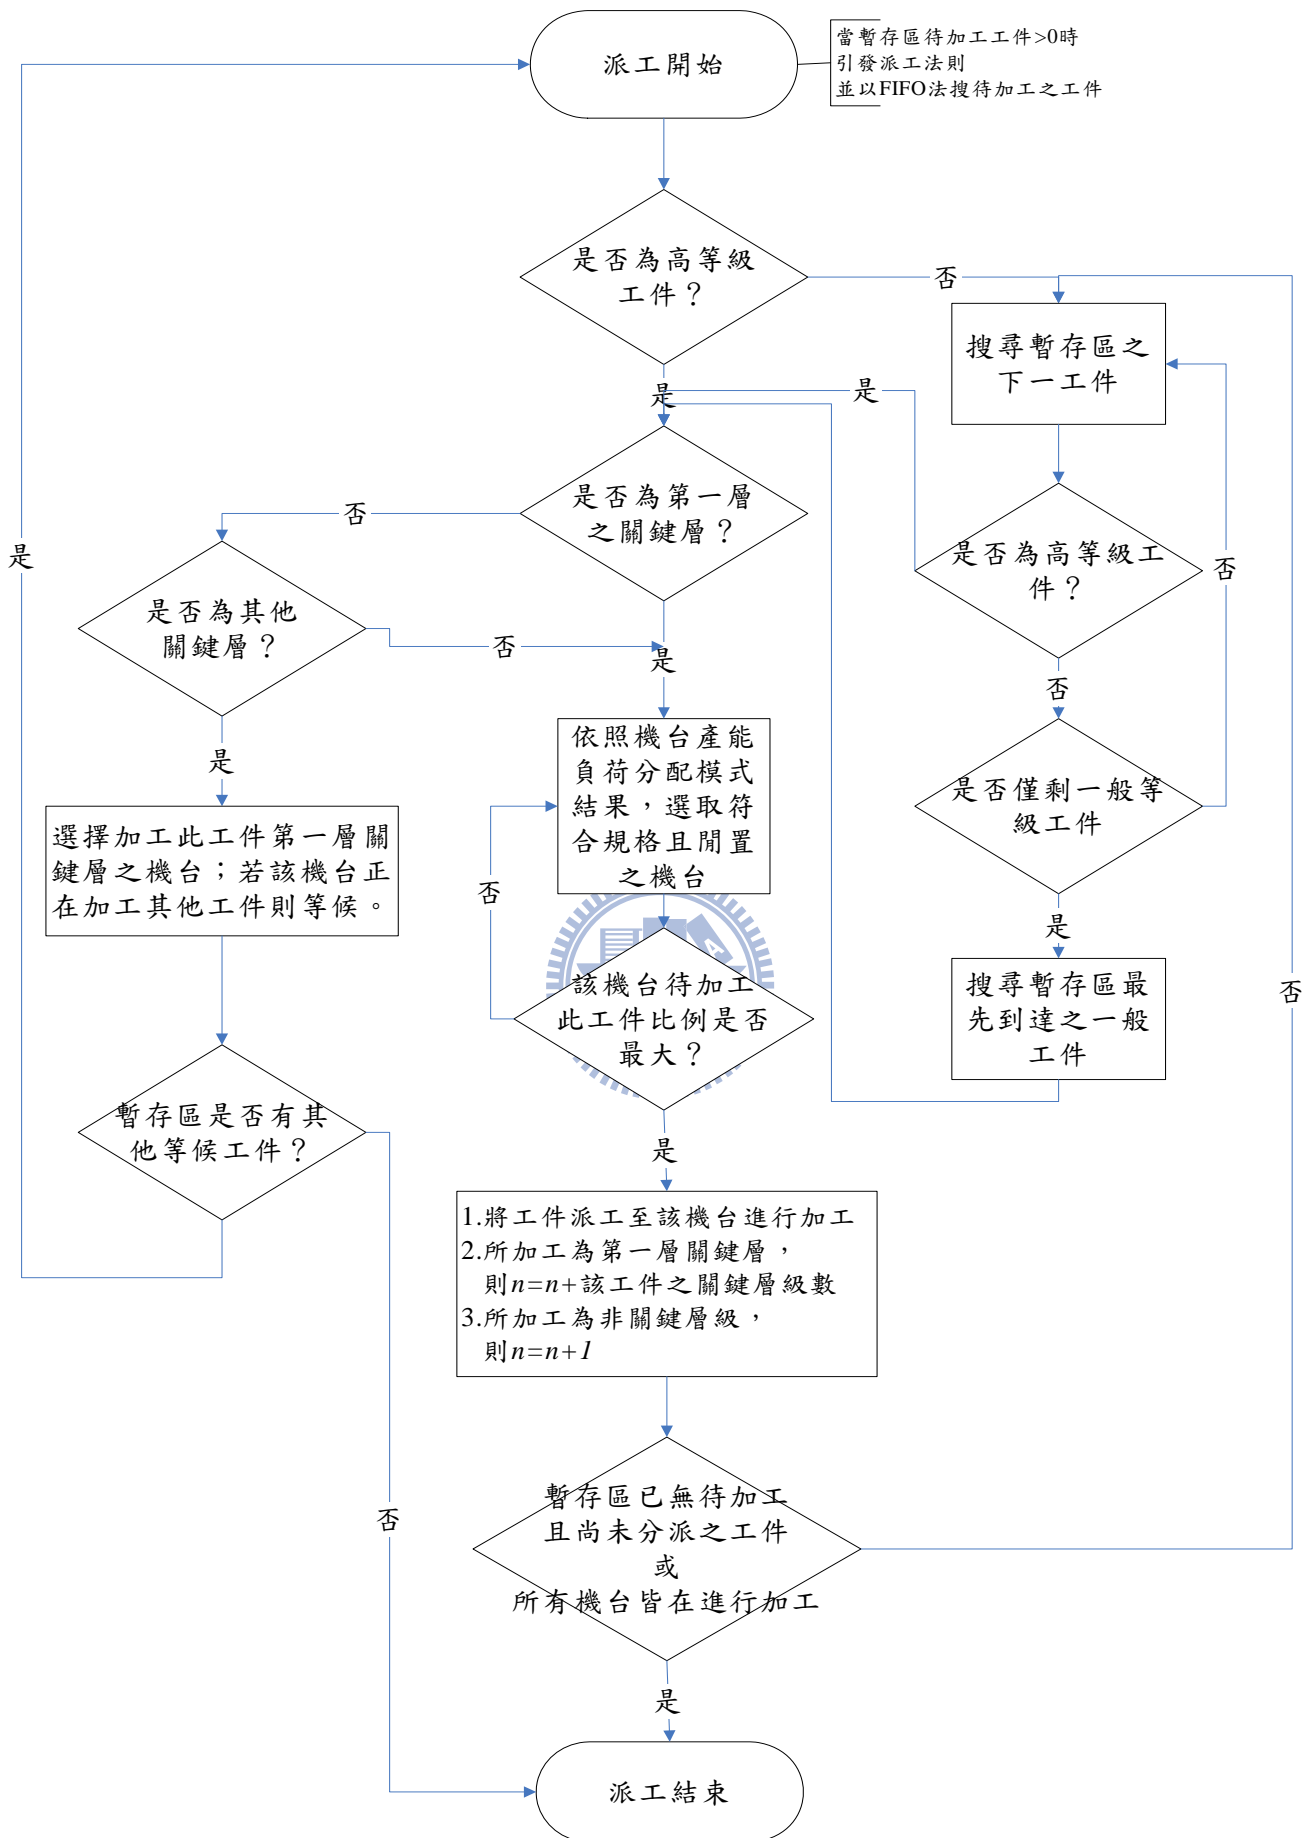 派工開始
當暫存區待加工工件>0時
引發派工法則
並以FIFO法搜待加工之工件
是否為高等級
工件？
否
搜尋暫存區之
下一工件
是
是
是否為第一層
之關鍵層？
否
是否為高等級工
件？
否
是
是否為其他
關鍵層？
否
是
否
是
依照機台產能
負荷分配模式
結果，選取符
合規格且閒置
之機台
是否僅剩一般等
級工件
選擇加工此工件第一層關
鍵層之機台；若該機台正
在加工其他工件則等候。
否
是
該機台待加工
此工件比例是否
最大？
搜尋暫存區最
先到達之一般
工件
否
暫存區是否有其
他等候工件？
是
1.將工件派工至該機台進行加工
2.所加工為第一層關鍵層，
則n=n+該工件之關鍵層級數
3.所加工為非關鍵層級，
則n=n+1
否
暫存區已無待加工
且尚未分派之工件
或
所有機台皆在進行加工
是
派工結束